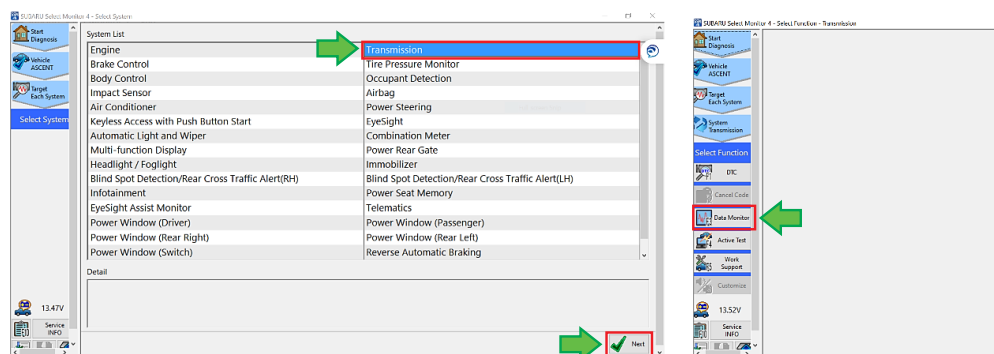 SUBARU Select Monitor 4 - Select System
Start
Diagnosis
Vehicle
ASCENT
Target
Each System
Select System
13.47V
Service
INFO
System List
Engine
Transmission
Brake Control
Tire Pressure Monitor
Body Control
Occupant Detection
Impact Sensor
Airbag
Air Conditioner
Power Steering
Keyless Access with Push Button Start
EyeSight
Automatic Light and Wiper
Combination Meter
Multi-function Display
Power Rear Gate
Headlight / Foglight
Immobilizer
Blind Spot Detection/Rear Cross Traffic Alert(RH)
Blind Spot Detection/Rear Cross Traffic Alert(LH)
Infotainment
Power Seat Memory
EyeSight Assist Monitor
Telematics
Power Window (Driver)
Power Window (Passenger)
Power Window (Rear Right)
Power Window (Rear Left)
Power Window (Switch)
Reverse Automatic Braking
Detail
Next
SUBARU Select Monitor 4 - Select Function - Transmission
Start
Diagnosis
Vehicle
ASCENT
Target
Each System
System
Transmission
Select Function
DTC
Cancel Code
Data Monitor
Active Test
Work
Support
Customize
13.52V
Service
INFO